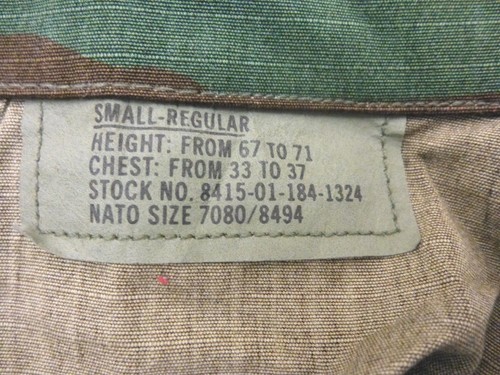 SMALL-REGULAR
HEIGHT: FROM 67 TO 71
CHEST: FROM 33 TO 37
STOCK NO. 8415-01-184-1324
NATO SIZE 7080/8494